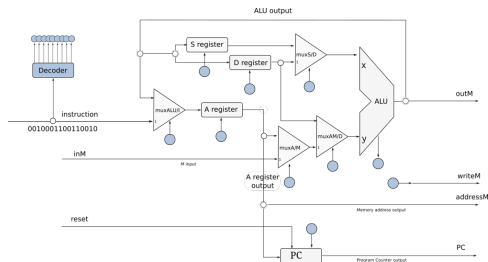 ALU output
S register
D register
muxS/D
x
ALU
y
outM
Decoder
instruction
0010001100110010
muxALU/I
A register
muxA/M
muxAM/D
inM
M input
A register
output
writeM
addressM
Memory address output
reset
PC
PC
Program Counter output